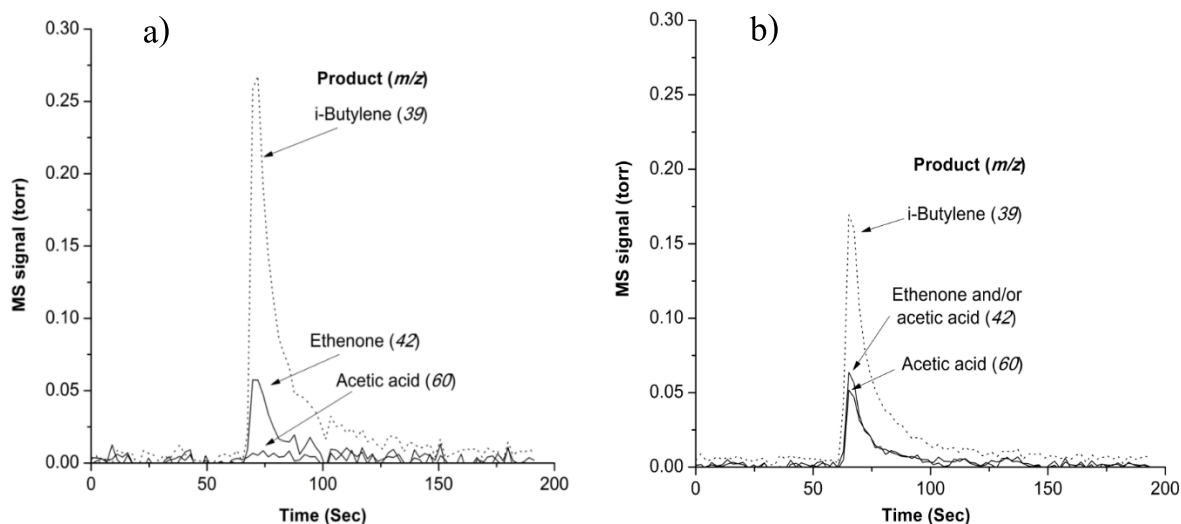 a)
0.30
0.25
0.20
0.15
0.10
0.05
0.00
MS signal (torr)
Product (m/z)
i-Butylene (39)
Ethenone (42)
Acetic acid (60)
0
50
100
150
200
Time (Sec)
b)
0.30
0.25
0.20
0.15
0.10
0.05
0.00
MS signal (torr)
Product (m/z)
i-Butylene (39)
Ethenone and/or
acetic acid (42)
Acetic acid (60)
0
50
100
150
200
Time (Sec)